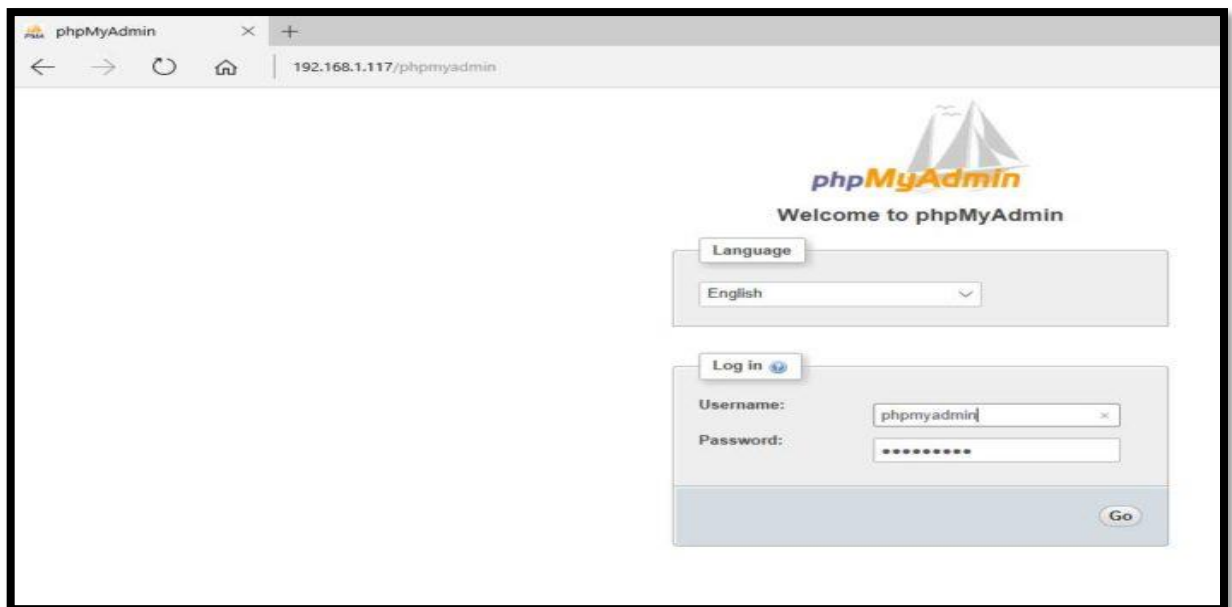 phpMyAdmin
192.168.1.117/phpmyadmin
phpMyAdmin
Welcome to phpMyAdmin
Language
English
Log in
Username:
phpmyadmin
Password:
•••••••••
Go